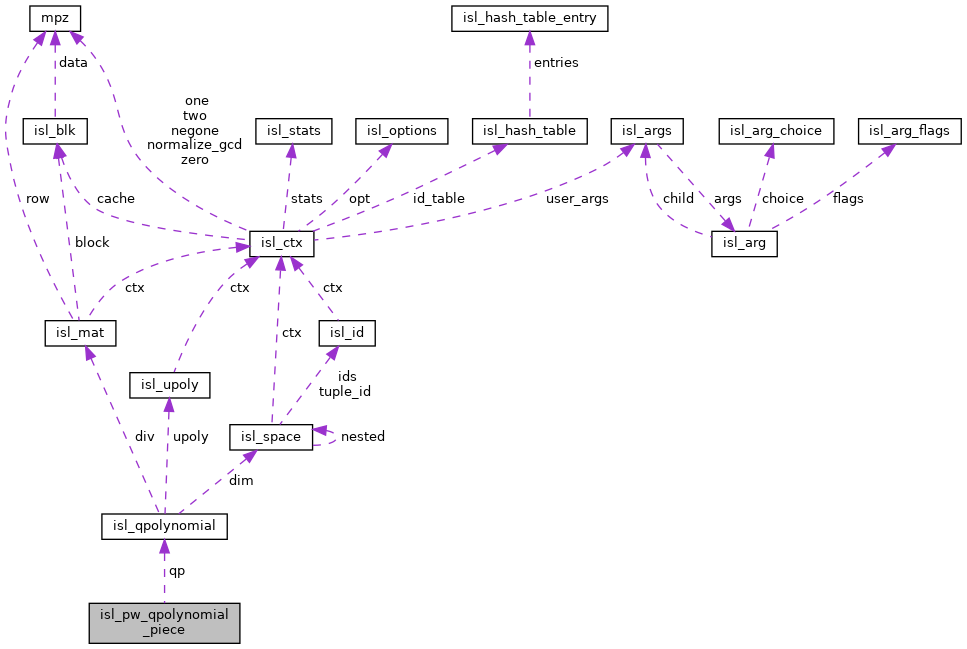 mpz
isl_hash_table_entry
data
entries
one
two
negone
normalize_gcd
zero
isl_blk
isl_stats
isl_options
isl_hash_table
isl_args
isl_arg_choice
isl_arg_flags
row
cache
stats
opt
id_table
user_args
child
args
choice
flags
block
isl_ctx
isl_arg
ctx
ctx
ctx
isl_mat
ctx
isl_id
isl_upoly
ids
tuple_id
div
upoly
isl_space
nested
dim
isl_qpolynomial
qp
isl_pw_qpolynomial
_piece